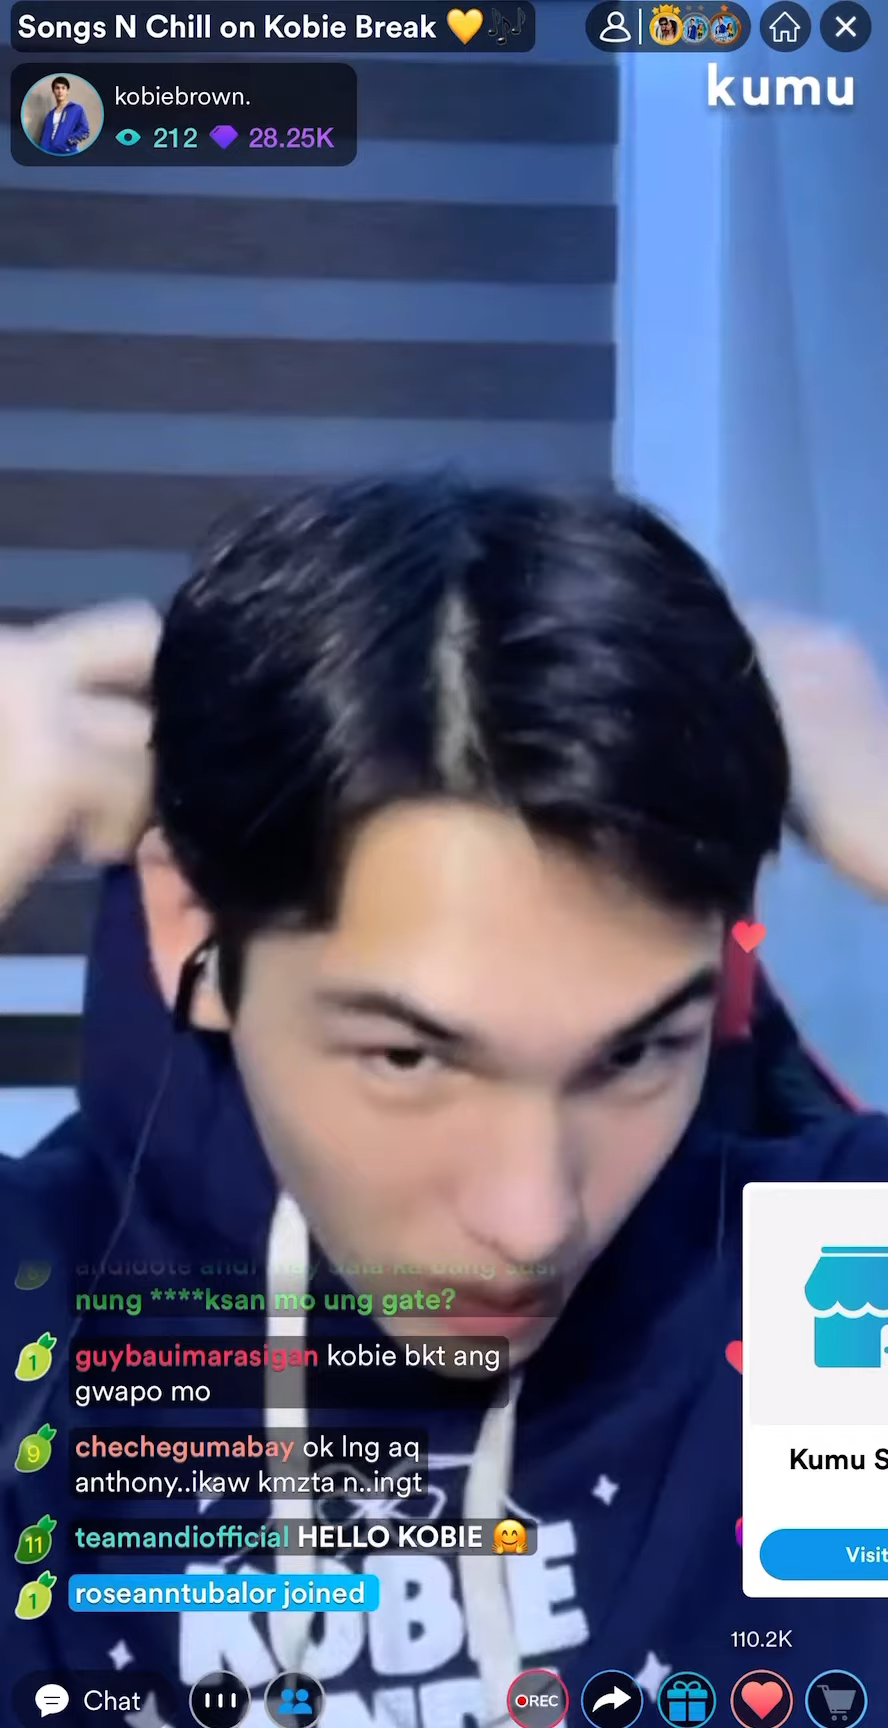 Songs N Chill on Kobie Break 💛🎶
kumu
kobiebrown.
212 28.25K
nung ****ksan mo ung gate?
1 guybauimarasigan kobie bkt ang
gwapo mo
9 chechegumabay ok lng aq
anthony..ikaw kmzta n..ingt
11 teamandiofficial HELLO KOBIE 🤗
1 roseanntubalor joined
KOBIE
Kumu S
Visit
110.2K
Chat
REC